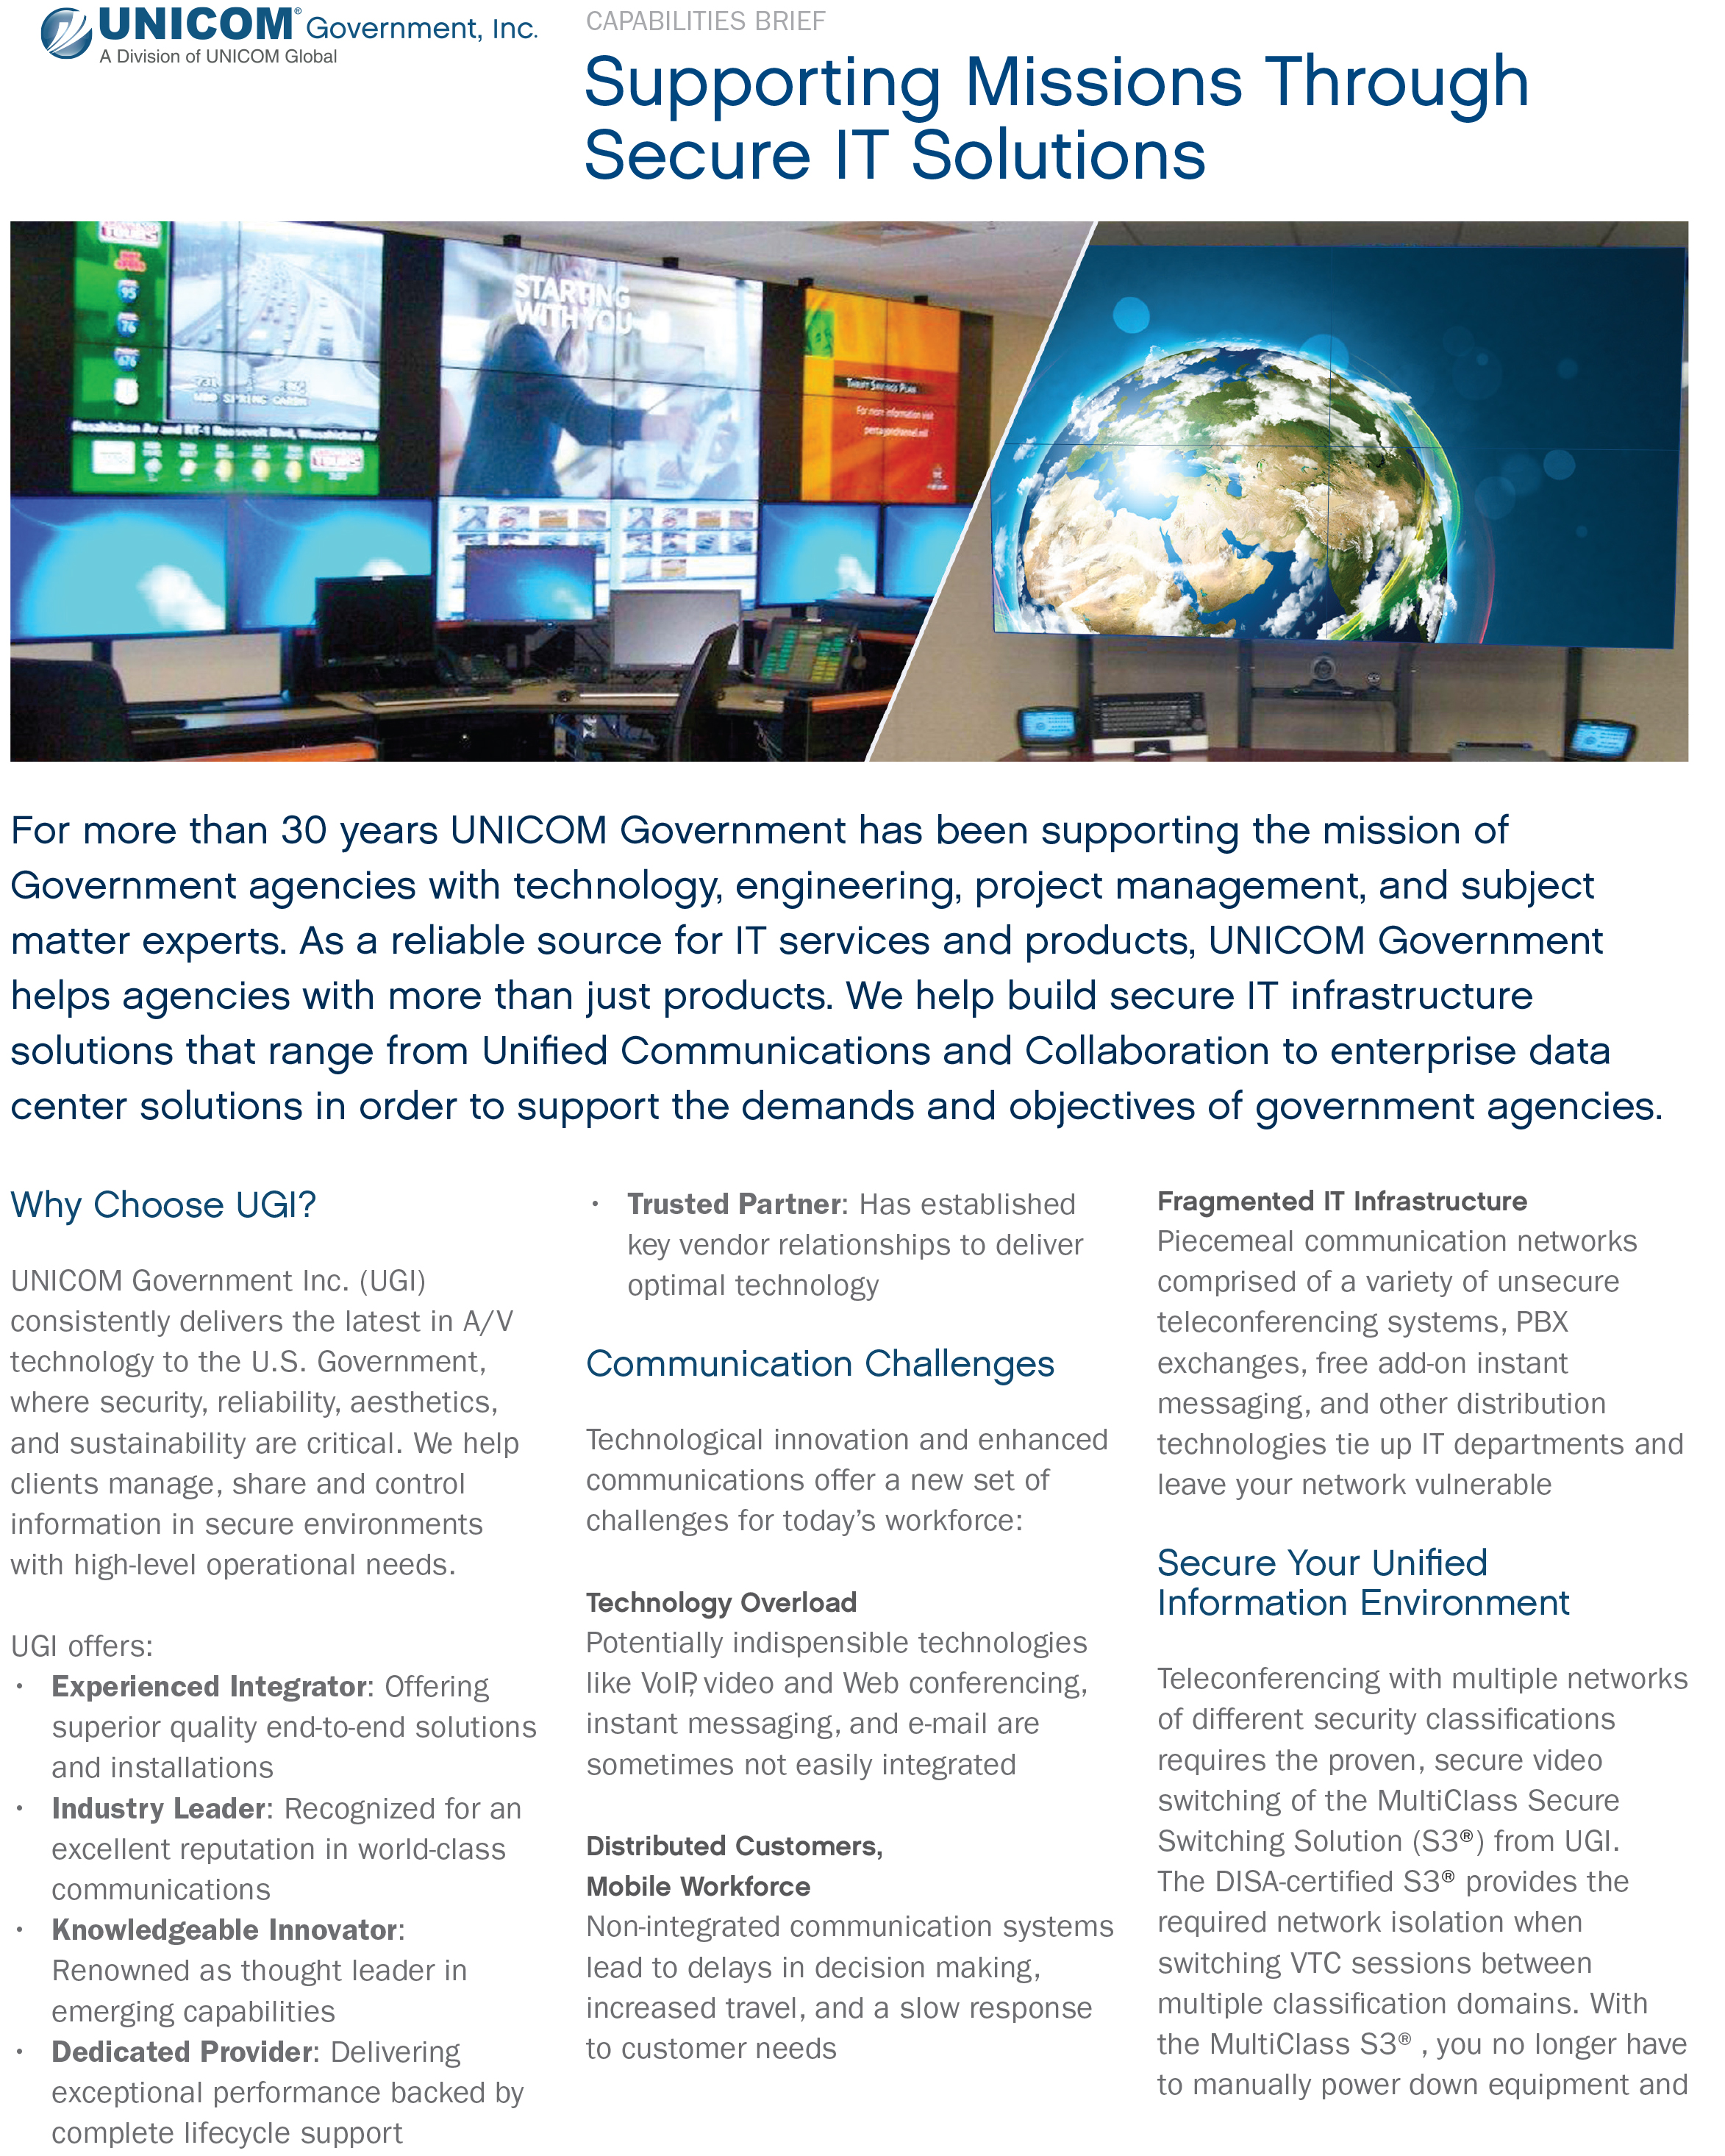 UNICOM® Government, Inc.
A Division of UNICOM Global
CAPABILITIES BRIEF
Supporting Missions Through
Secure IT Solutions
95
76
676
STARTING
WITH YOU
THRIFT SAVINGS PLAN
For more information visit
pentagonchannel.mil
For more than 30 years UNICOM Government has been supporting the mission of
Government agencies with technology, engineering, project management, and subject
matter experts. As a reliable source for IT services and products, UNICOM Government
helps agencies with more than just products. We help build secure IT infrastructure
solutions that range from Unified Communications and Collaboration to enterprise data
center solutions in order to support the demands and objectives of government agencies.
Why Choose UGI?
UNICOM Government Inc. (UGI)
consistently delivers the latest in A/V
technology to the U.S. Government,
where security, reliability, aesthetics,
and sustainability are critical. We help
clients manage, share and control
information in secure environments
with high-level operational needs.
UGI offers:
• Experienced Integrator: Offering
superior quality end-to-end solutions
and installations
• Industry Leader: Recognized for an
excellent reputation in world-class
communications
• Knowledgeable Innovator:
Renowned as thought leader in
emerging capabilities
• Dedicated Provider: Delivering
exceptional performance backed by
complete lifecycle support
• Trusted Partner: Has established
key vendor relationships to deliver
optimal technology
Communication Challenges
Technological innovation and enhanced
communications offer a new set of
challenges for today's workforce:
Technology Overload
Potentially indispensible technologies
like VoIP, video and Web conferencing,
instant messaging, and e-mail are
sometimes not easily integrated
Distributed Customers,
Mobile Workforce
Non-integrated communication systems
lead to delays in decision making,
increased travel, and a slow response
to customer needs
Fragmented IT Infrastructure
Piecemeal communication networks
comprised of a variety of unsecure
teleconferencing systems, PBX
exchanges, free add-on instant
messaging, and other distribution
technologies tie up IT departments and
leave your network vulnerable
Secure Your Unified
Information Environment
Teleconferencing with multiple networks
of different security classifications
requires the proven, secure video
switching of the MultiClass Secure
Switching Solution (S3®) from UGI.
The DISA-certified S3® provides the
required network isolation when
switching VTC sessions between
multiple classification domains. With
the MultiClass S3® , you no longer have
to manually power down equipment and